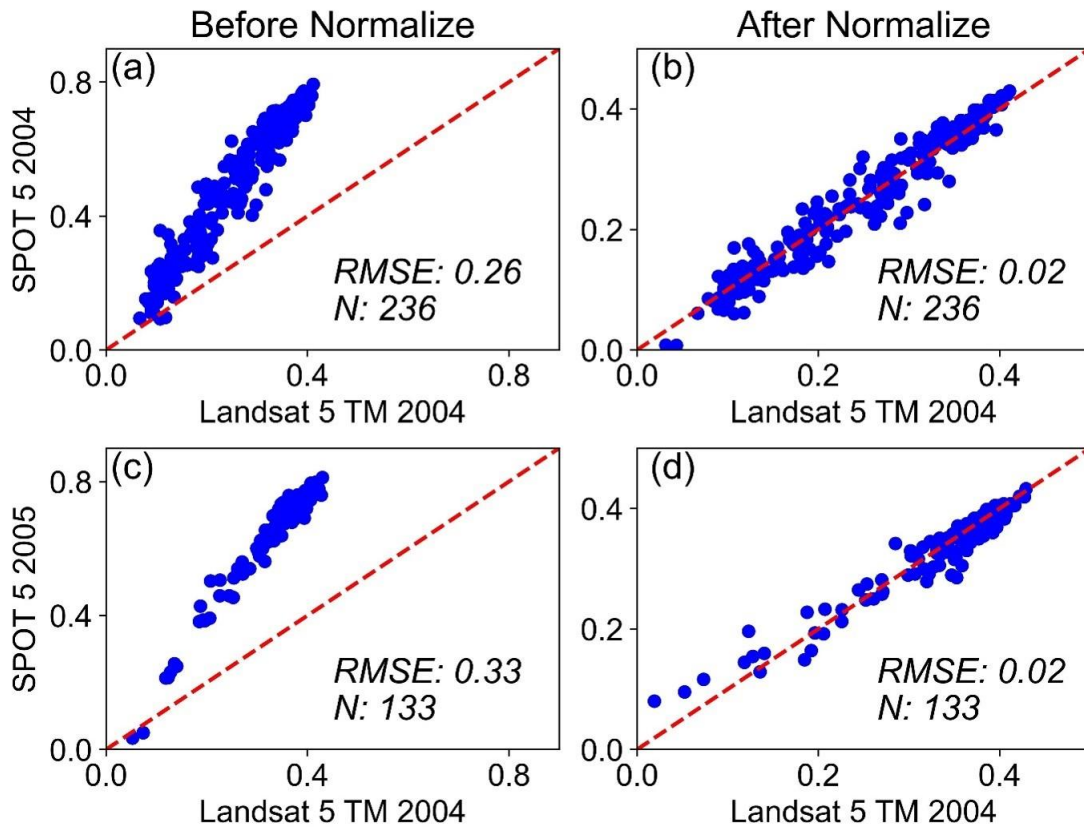 Before Normalize
After Normalize
(a)
SPOT 5 2004
0.8
0.4
0.0
RMSE: 0.26
N: 236
0.0 0.4 0.8
Landsat 5 TM 2004
(b)
0.4
0.2
0.0
RMSE: 0.02
N: 236
0.0 0.2 0.4
Landsat 5 TM 2004
(c)
SPOT 5 2005
0.8
0.4
0.0
RMSE: 0.33
N: 133
0.0 0.4 0.8
Landsat 5 TM 2004
(d)
0.4
0.2
0.0
RMSE: 0.02
N: 133
0.0 0.2 0.4
Landsat 5 TM 2004